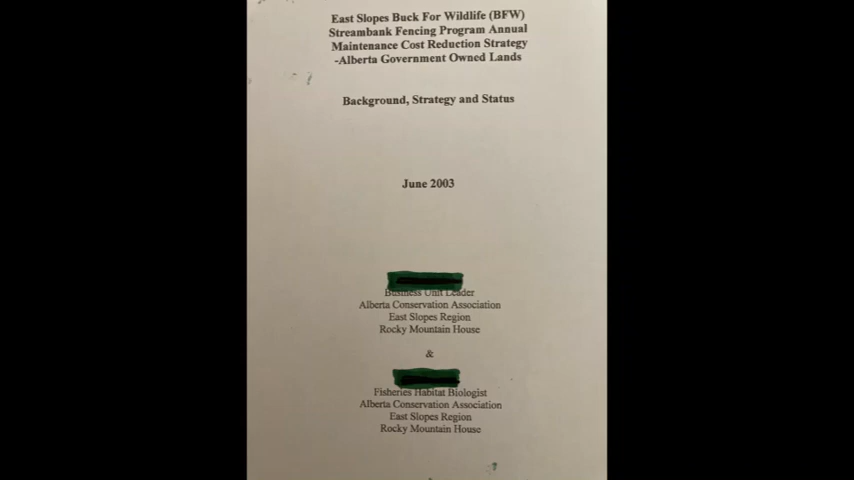 East Slopes Buck For Wildlife (BFW)
Streambank Fencing Program Annual
Maintenance Cost Reduction Strategy
-Alberta Government Owned Lands
Background, Strategy and Status
June 2003
Business Unit Leader
Alberta Conservation Association
East Slopes Region
Rocky Mountain House
&
Fisheries Habitat Biologist
Alberta Conservation Association
East Slopes Region
Rocky Mountain House